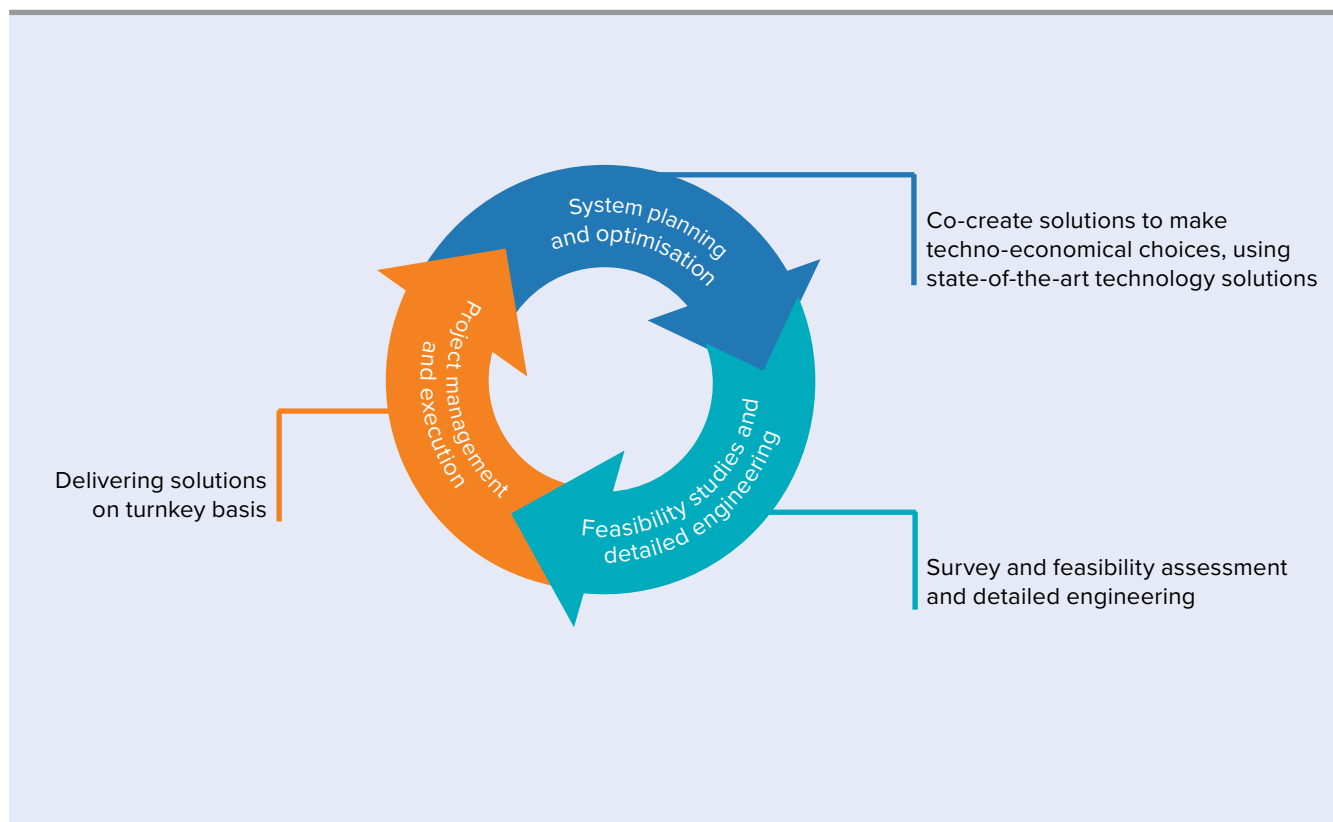 System planning
and optimisation
Co-create solutions to make
techno-economical choices, using
state-of-the-art technology solutions
Feasibility studies and
detailed engineering
Survey and feasibility assessment
and detailed engineering
Project management
and execution
Delivering solutions
on turnkey basis